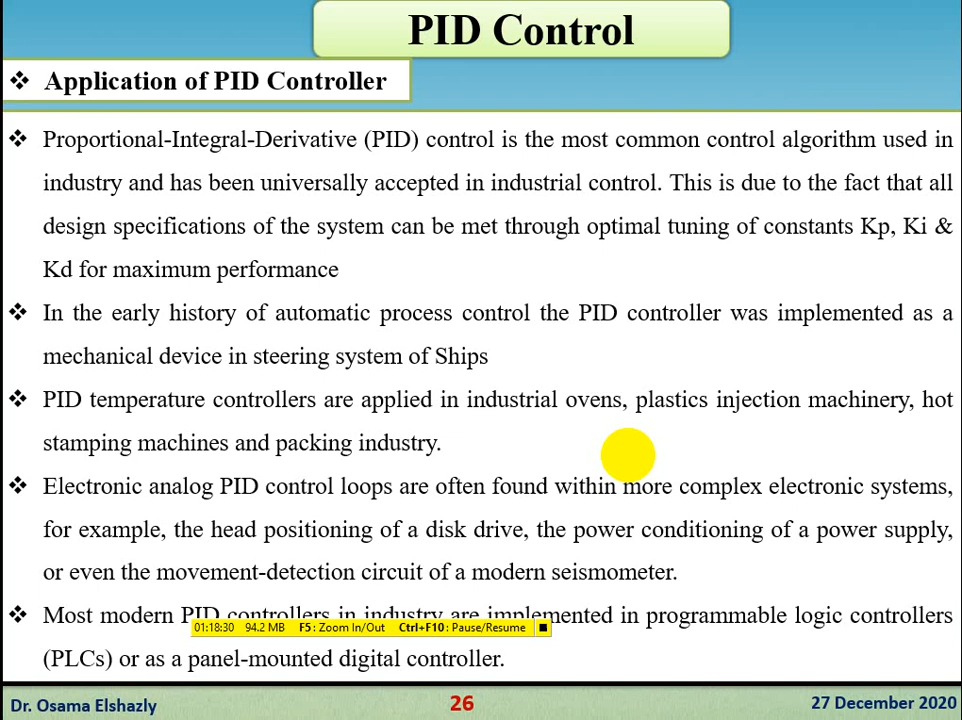 PID Control
❖ Application of PID Controller
❖ Proportional-Integral-Derivative (PID) control is the most common control algorithm used in
industry and has been universally accepted in industrial control. This is due to the fact that all
design specifications of the system can be met through optimal tuning of constants Kp, Ki &
Kd for maximum performance
❖ In the early history of automatic process control the PID controller was implemented as a
mechanical device in steering system of Ships
❖ PID temperature controllers are applied in industrial ovens, plastics injection machinery, hot
stamping machines and packing industry.
❖ Electronic analog PID control loops are often found within more complex electronic systems,
for example, the head positioning of a disk drive, the power conditioning of a power supply,
or even the movement-detection circuit of a modern seismometer.
❖ Most modern PID controllers in industry are implemented in programmable logic controllers
01:18:30 94.2 MB F5: Zoom In/Out Ctrl+F10: Pause/Resume
(PLCs) or as a panel-mounted digital controller.
Dr. Osama Elshazly 26 27 December 2020